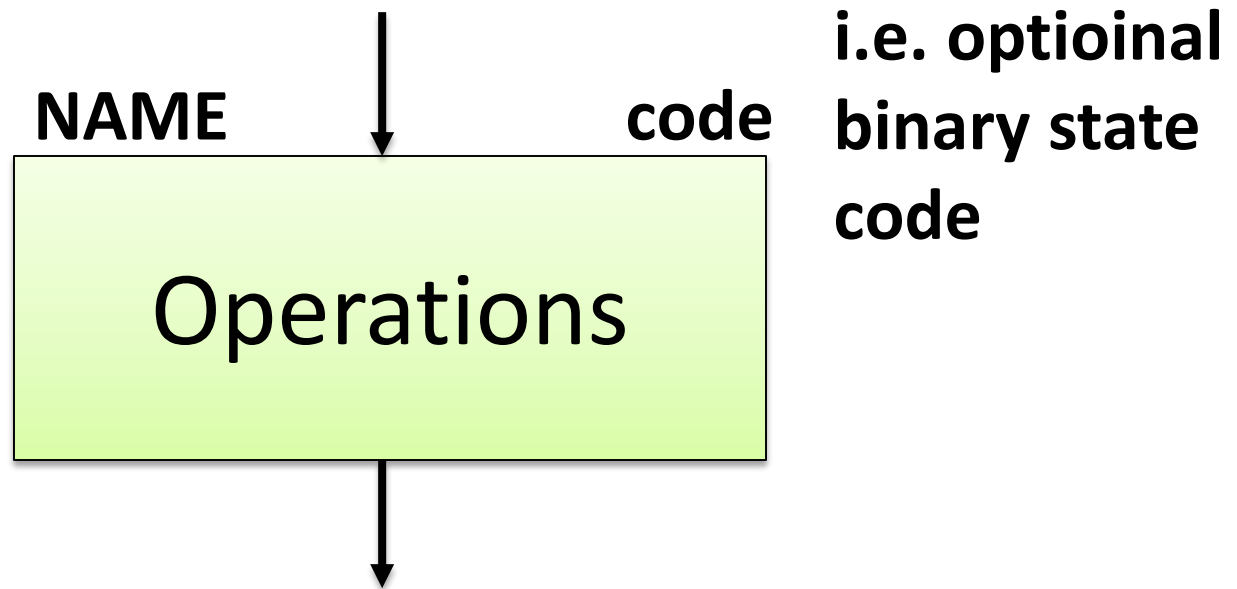 NAME
code
i.e. optioinal
binary state
code
Operations